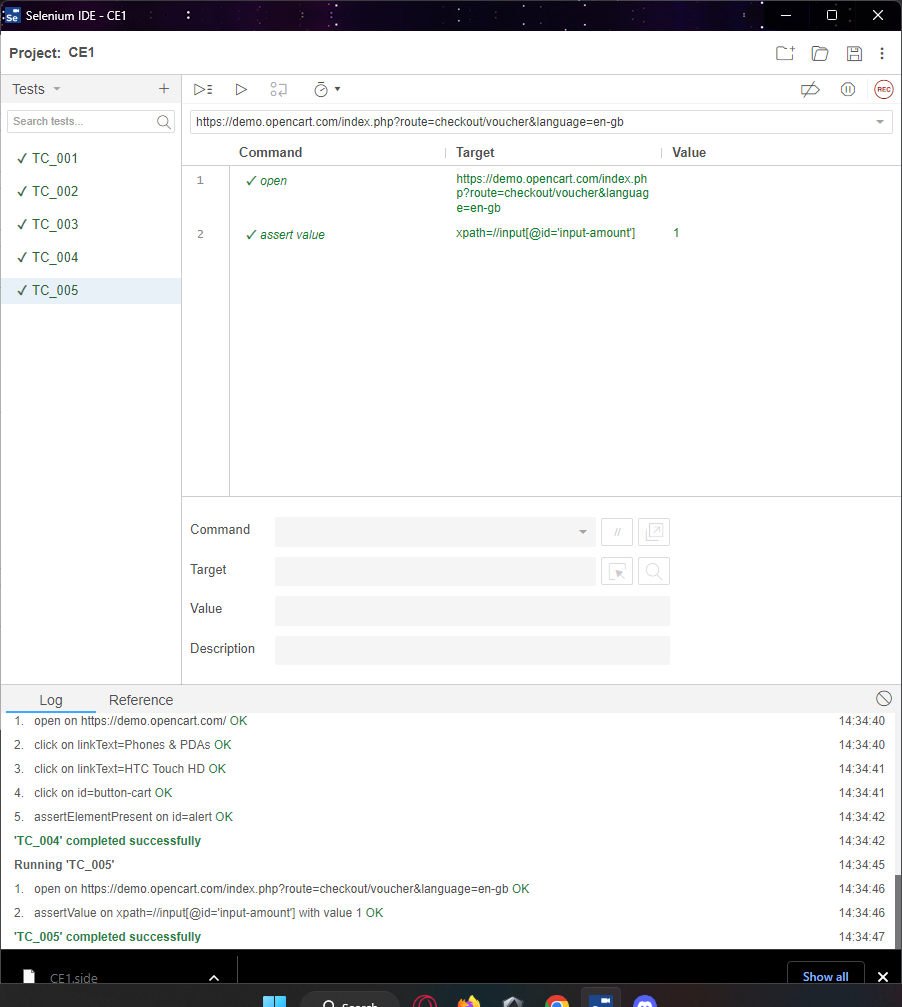 Selenium IDE - CE1
Project: CE1
Tests
Search tests...
✓ TC_001
✓ TC_002
✓ TC_003
✓ TC_004
✓ TC_005
REC
https://demo.opencart.com/index.php?route=checkout/voucher&language=en-gb
Command Target Value
1 ✓ open https://demo.opencart.com/index.ph
p?route=checkout/voucher&languag
e=en-gb
2 ✓ assert value xpath=//input[@id='input-amount'] 1
Command //
Target
Value
Description
Log Reference
1. open on https://demo.opencart.com/ OK 14:34:40
2. click on linkText=Phones & PDAs OK 14:34:40
3. click on linkText=HTC Touch HD OK 14:34:41
4. click on id=button-cart OK 14:34:41
5. assertElementPresent on id=alert OK 14:34:42
'TC_004' completed successfully 14:34:42
Running 'TC_005' 14:34:45
1. open on https://demo.opencart.com/index.php?route=checkout/voucher&language=en-gb OK 14:34:46
2. assertValue on xpath=//input[@id='input-amount'] with value 1 OK 14:34:46
'TC_005' completed successfully 14:34:47
CE1.side Show all
Search